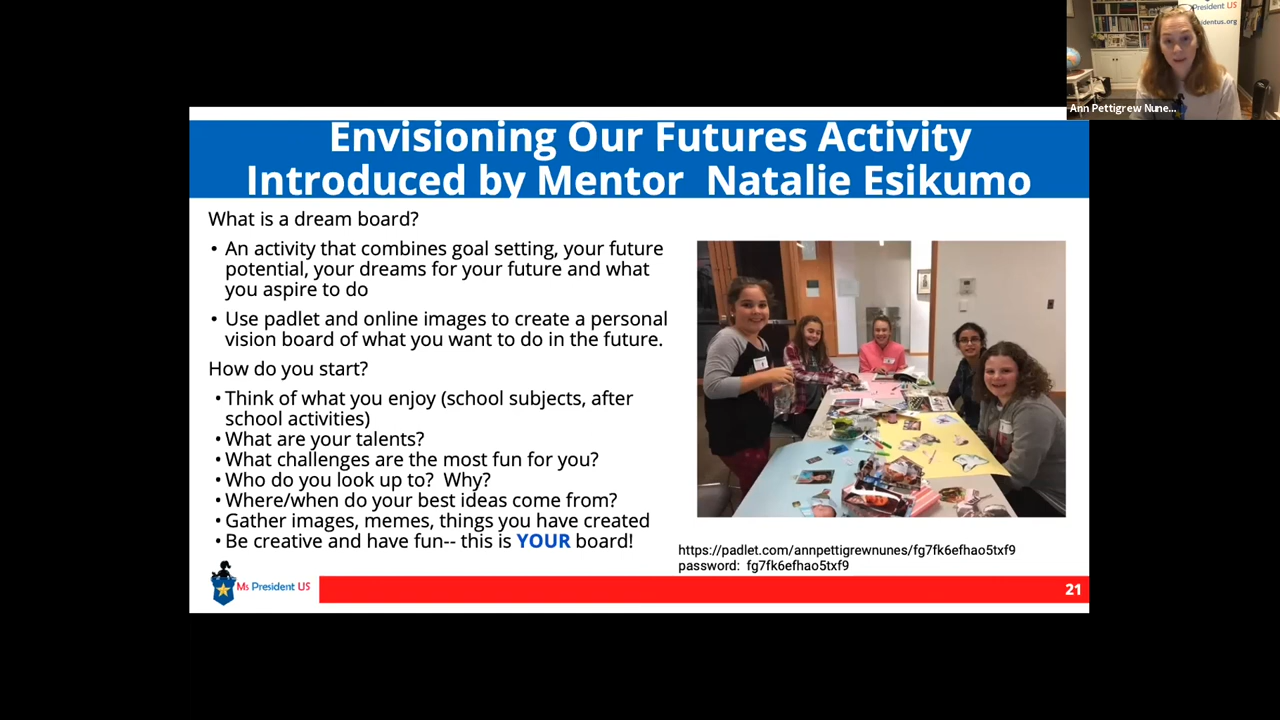 President US
identus.org
Ann Pettigrew Nune...
Envisioning Our Futures Activity
Introduced by Mentor Natalie Esikumo
What is a dream board?
• An activity that combines goal setting, your future
potential, your dreams for your future and what
you aspire to do
• Use padlet and online images to create a personal
vision board of what you want to do in the future.
How do you start?
• Think of what you enjoy (school subjects, after
school activities)
• What are your talents?
• What challenges are the most fun for you?
• Who do you look up to? Why?
• Where/when do your best ideas come from?
• Gather images, memes, things you have created
• Be creative and have fun-- this is YOUR board!
https://padlet.com/annpettigrewnunes/fg7fk6efhao5txf9
password: fg7fk6efhao5txf9
Ms President US
21